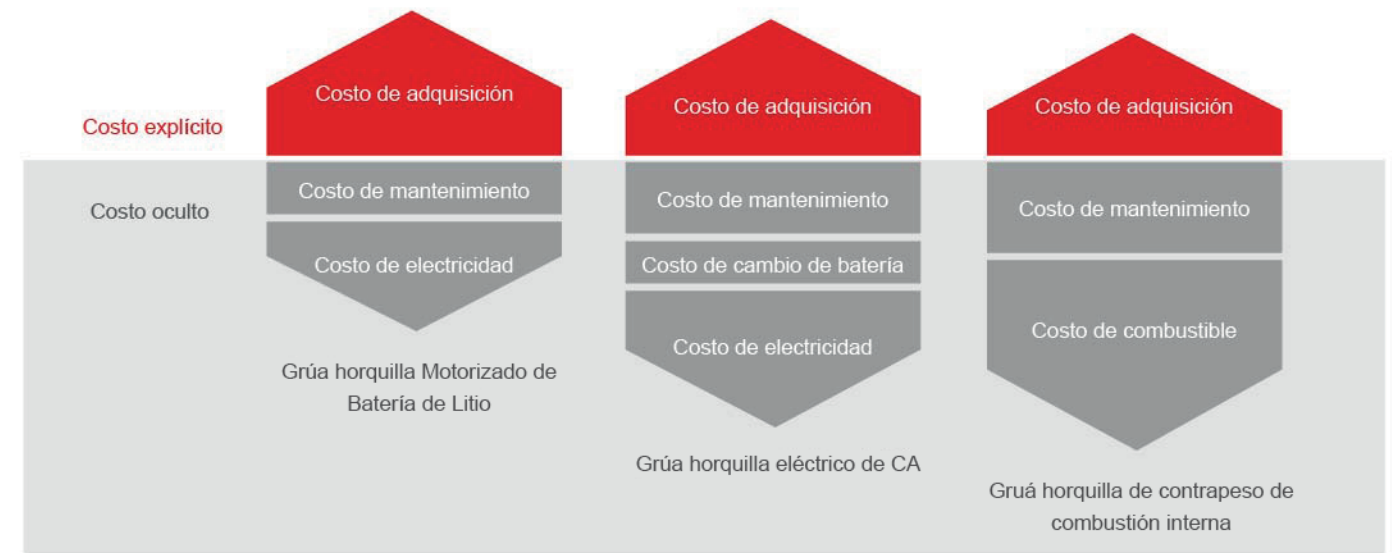 Costo explícito
Costo oculto
Costo de adquisición
Costo de mantenimiento
Costo de electricidad
Grúa horquilla Motorizado de
Batería de Litio
Costo de adquisición
Costo de mantenimiento
Costo de cambio de batería
Costo de electricidad
Grúa horquilla eléctrico de CA
Costo de adquisición
Costo de mantenimiento
Costo de combustible
Gruá horquilla de contrapeso de
combustión interna